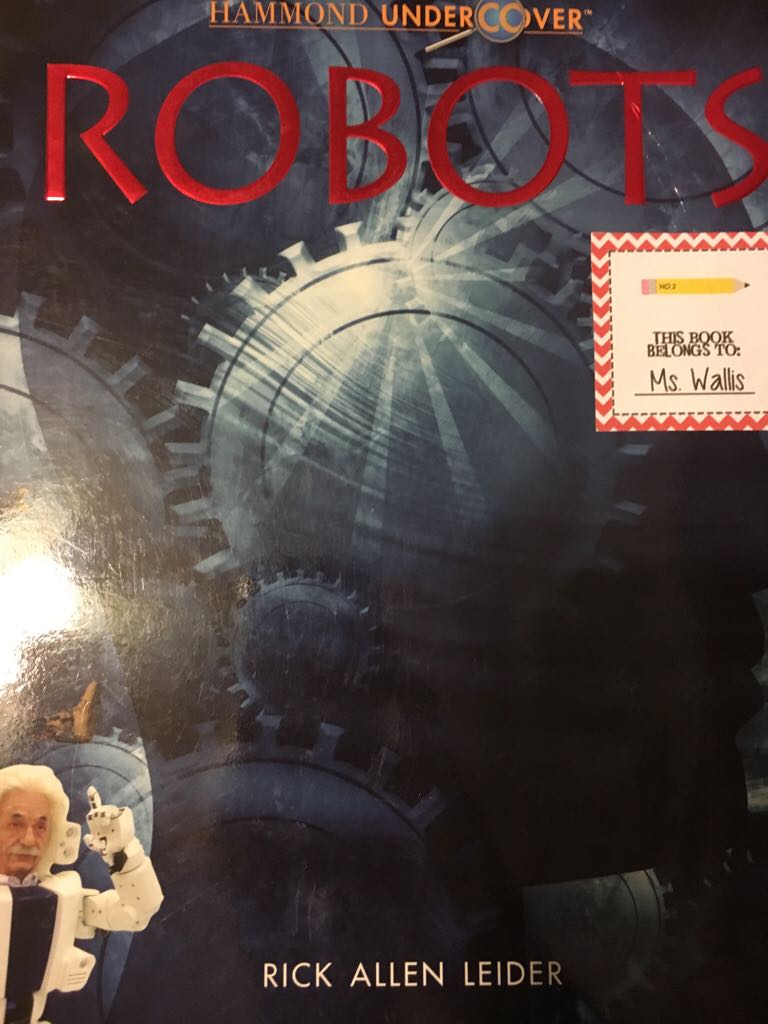 HAMMOND UNDERCOVER™
ROBOTS
NO.2
THIS BOOK
BELONGS TO:
Ms. Wallis
RICK ALLEN LEIDER